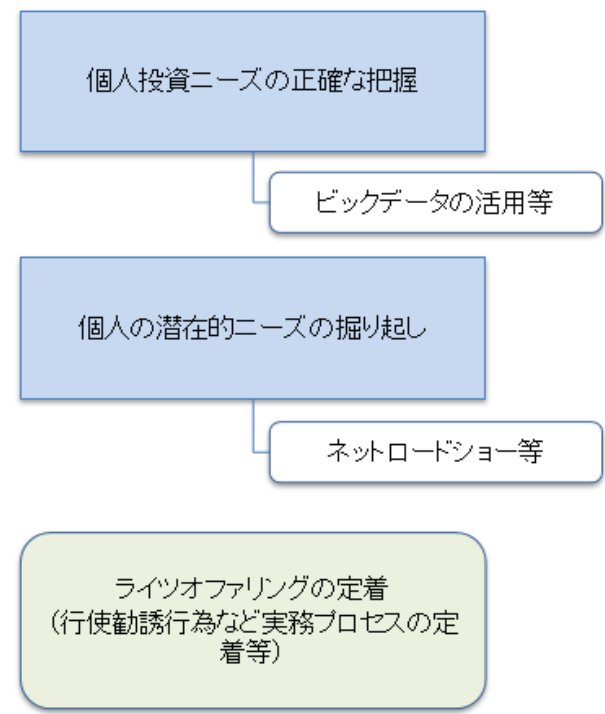 個人投資ニーズの正確な把握
ビックデータの活用等
個人の潜在的ニーズの掘り起し
ネットロードショー等
ライツオファリングの定着
(行使勧誘行為など実務プロセスの定
着等)